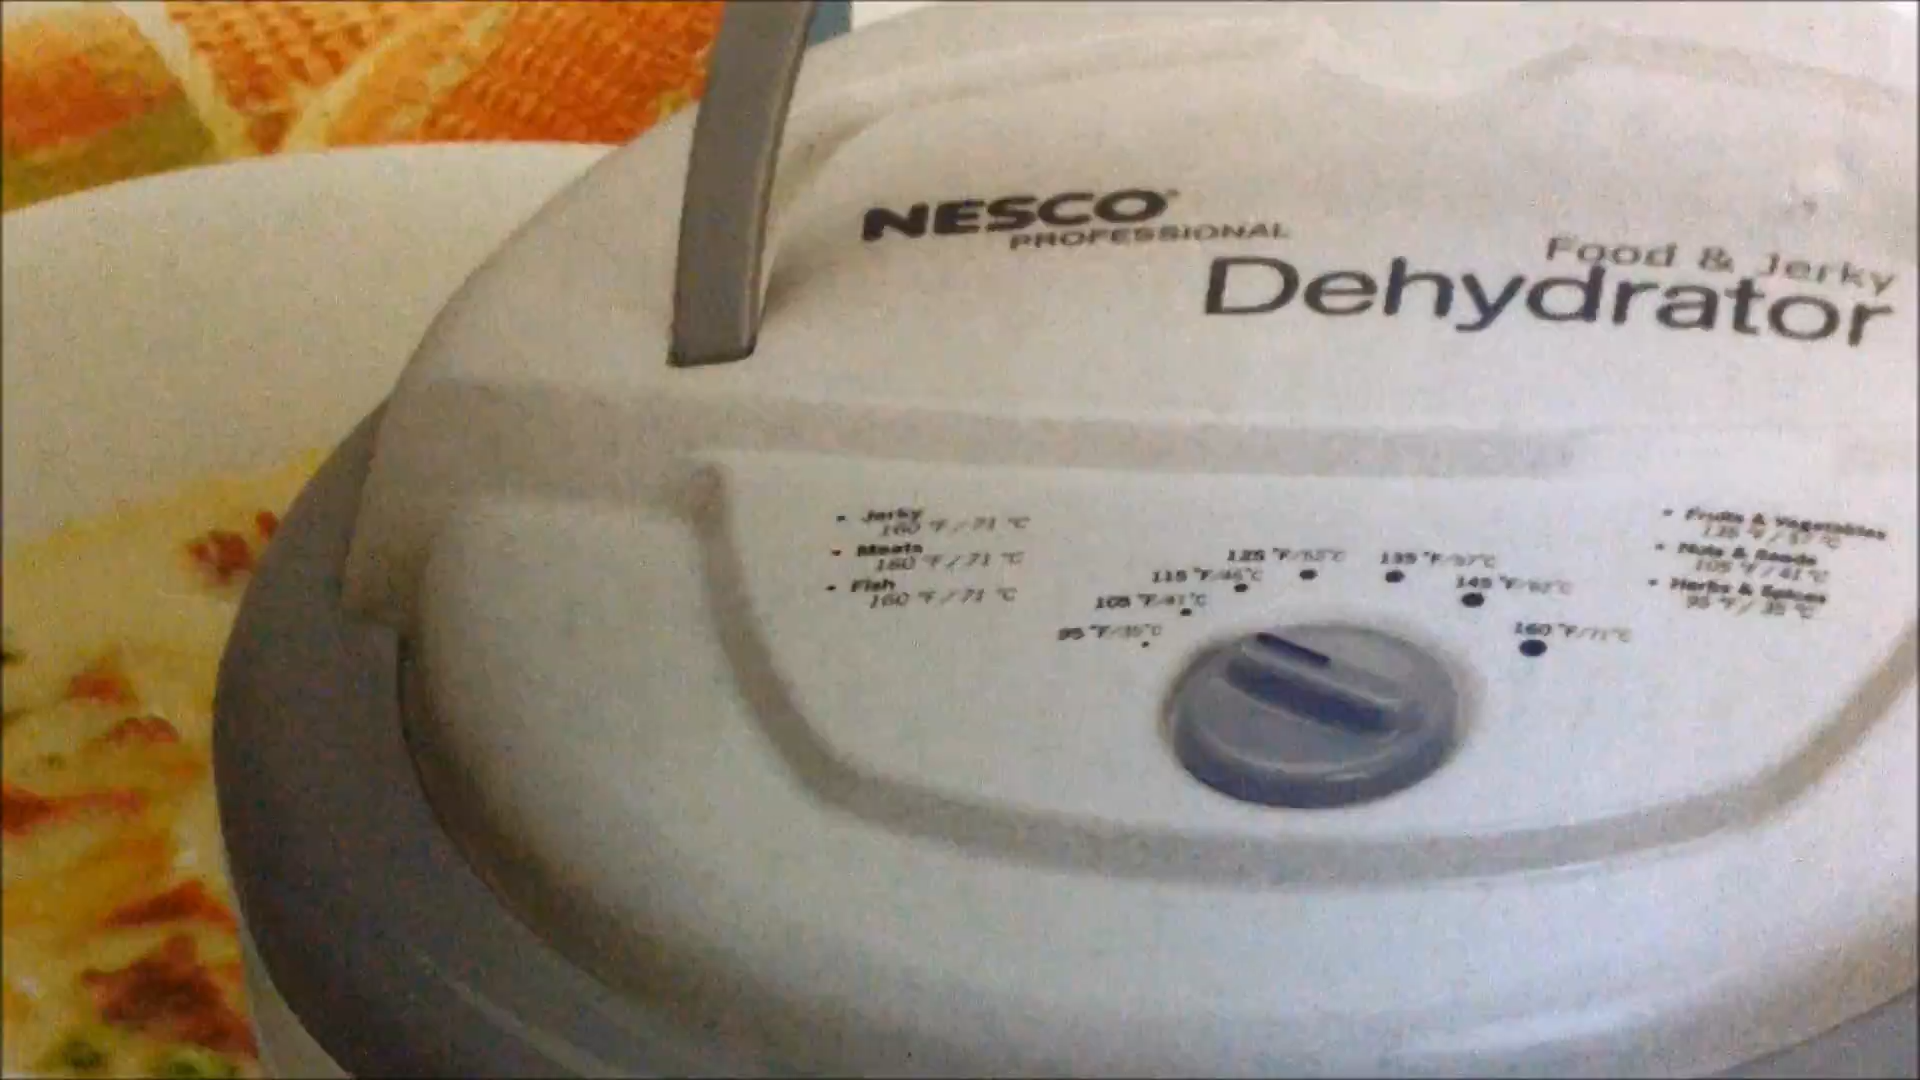 NESCO
PROFESSIONAL
Food & Jerky
Dehydrator
• Jerky
160 °F / 71 °C
• Meats
160 °F / 71 °C
• Fish
160 °F / 71 °C
95 °F/35°C
105 °F/41°C
115 °F/46°C
125 °F/52°C
135 °F/57°C
145 °F/63°C
160 °F/71°C
• Fruits & Vegetables
135 °F / 57 °C
• Nuts & Seeds
105 °F / 41 °C
• Herbs & Spices
95 °F / 35 °C